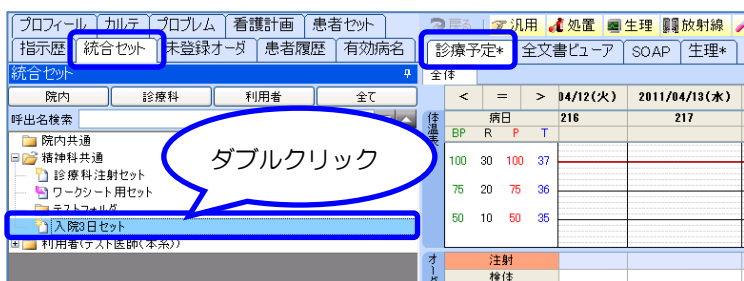 プロフィール カルテ プロブレム 看護計画 患者セット
指示歴 統合セット 未登録オーダ 患者履歴 有効病名
統合セット
院内 診療科 利用者 全て
呼出名検索
院内共通
精神科共通
診療科注射セット
ワークシート用セット
テストフォルダ
入院3日セット
利用者(テスト医師(本系))
ダブルクリック
戻る 汎用 処置 生理 放射線
診療予定* 全文書ビューア SOAP 生理*
全体
< = > 04/12(火) 2011/04/13(水)
体温表 病日 216 217
BP R P T
100 30 100 37
75 20 75 36
50 10 50 35
オーダ 注射
検体